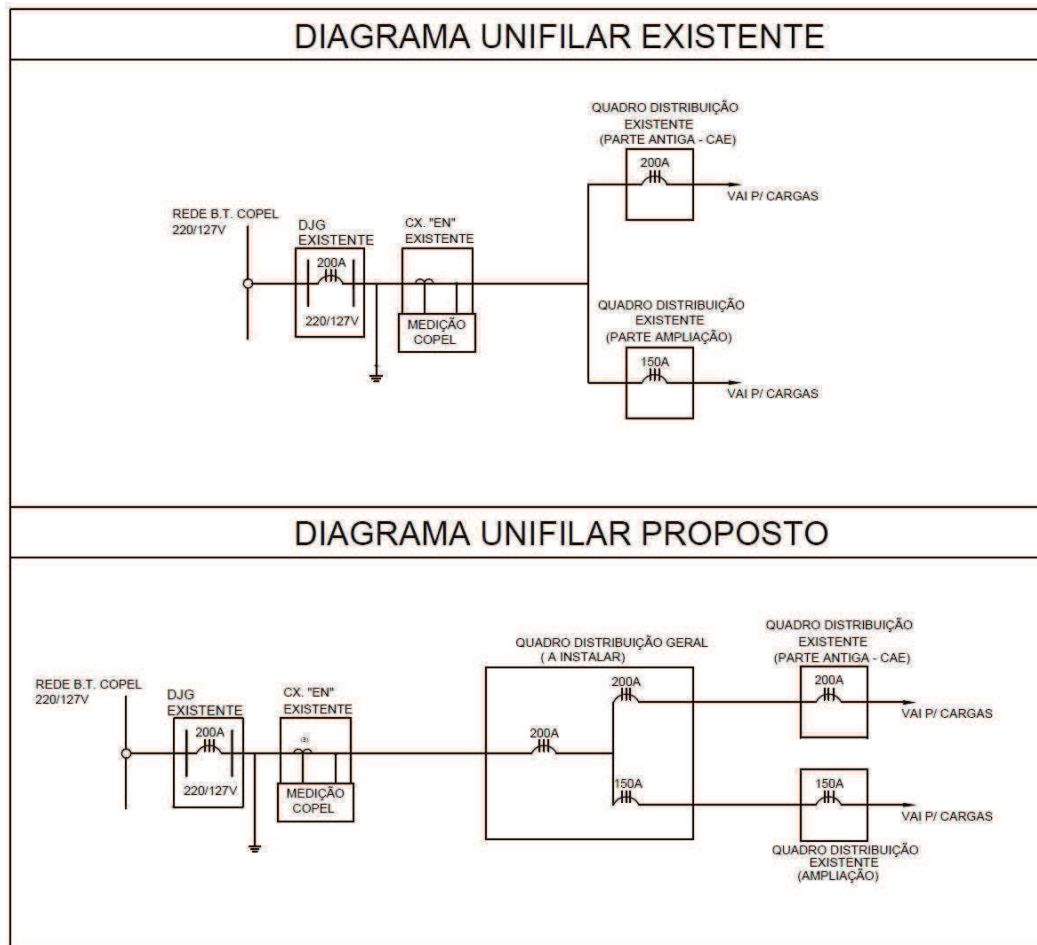 DIAGRAMA UNIFILAR EXISTENTE
QUADRO DISTRIBUIÇÃO
EXISTENTE
(PARTE ANTIGA - CAE)
200A
VAI P/ CARGAS
REDE B.T. COPEL
220/127V
DJG
EXISTENTE
200A
220/127V
CX. "EN"
EXISTENTE
MEDIÇÃO
COPEL
QUADRO DISTRIBUIÇÃO
EXISTENTE
(PARTE AMPLIAÇÃO)
150A
VAI P/ CARGAS
DIAGRAMA UNIFILAR PROPOSTO
REDE B.T. COPEL
220/127V
DJG
EXISTENTE
200A
220/127V
CX. "EN"
EXISTENTE
(3)
MEDIÇÃO
COPEL
QUADRO DISTRIBUIÇÃO GERAL
( A INSTALAR)
200A
200A
150A
QUADRO DISTRIBUIÇÃO
EXISTENTE
(PARTE ANTIGA - CAE)
200A
VAI P/ CARGAS
150A
VAI P/ CARGAS
QUADRO DISTRIBUIÇÃO
EXISTENTE
(AMPLIAÇÃO)